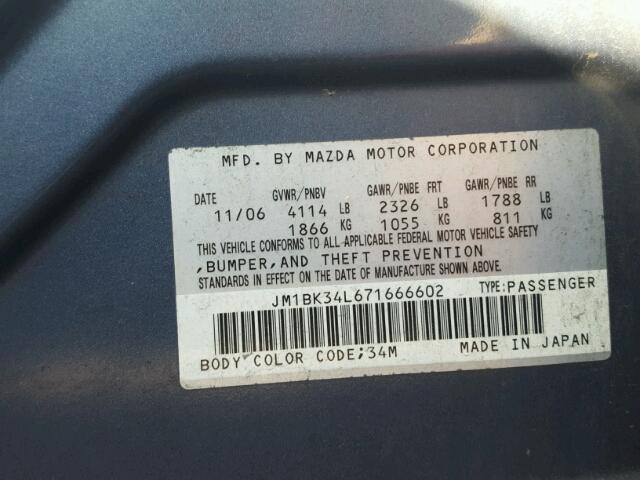 MFD. BY MAZDA MOTOR CORPORATION
DATE GVWR/PNBV GAWR/PNBE FRT GAWR/PNBE RR
11/06 4114 LB 2326 LB 1788 LB
1866 KG 1055 KG 811 KG
THIS VEHICLE CONFORMS TO ALL APPLICABLE FEDERAL MOTOR VEHICLE SAFETY
,BUMPER,AND THEFT PREVENTION
STANDARDS IN EFFECT ON THE DATE OF MANUFACTURE SHOWN ABOVE.
JM1BK34L671666602 TYPE:PASSENGER
BODY COLOR CODE;34M MADE IN JAPAN